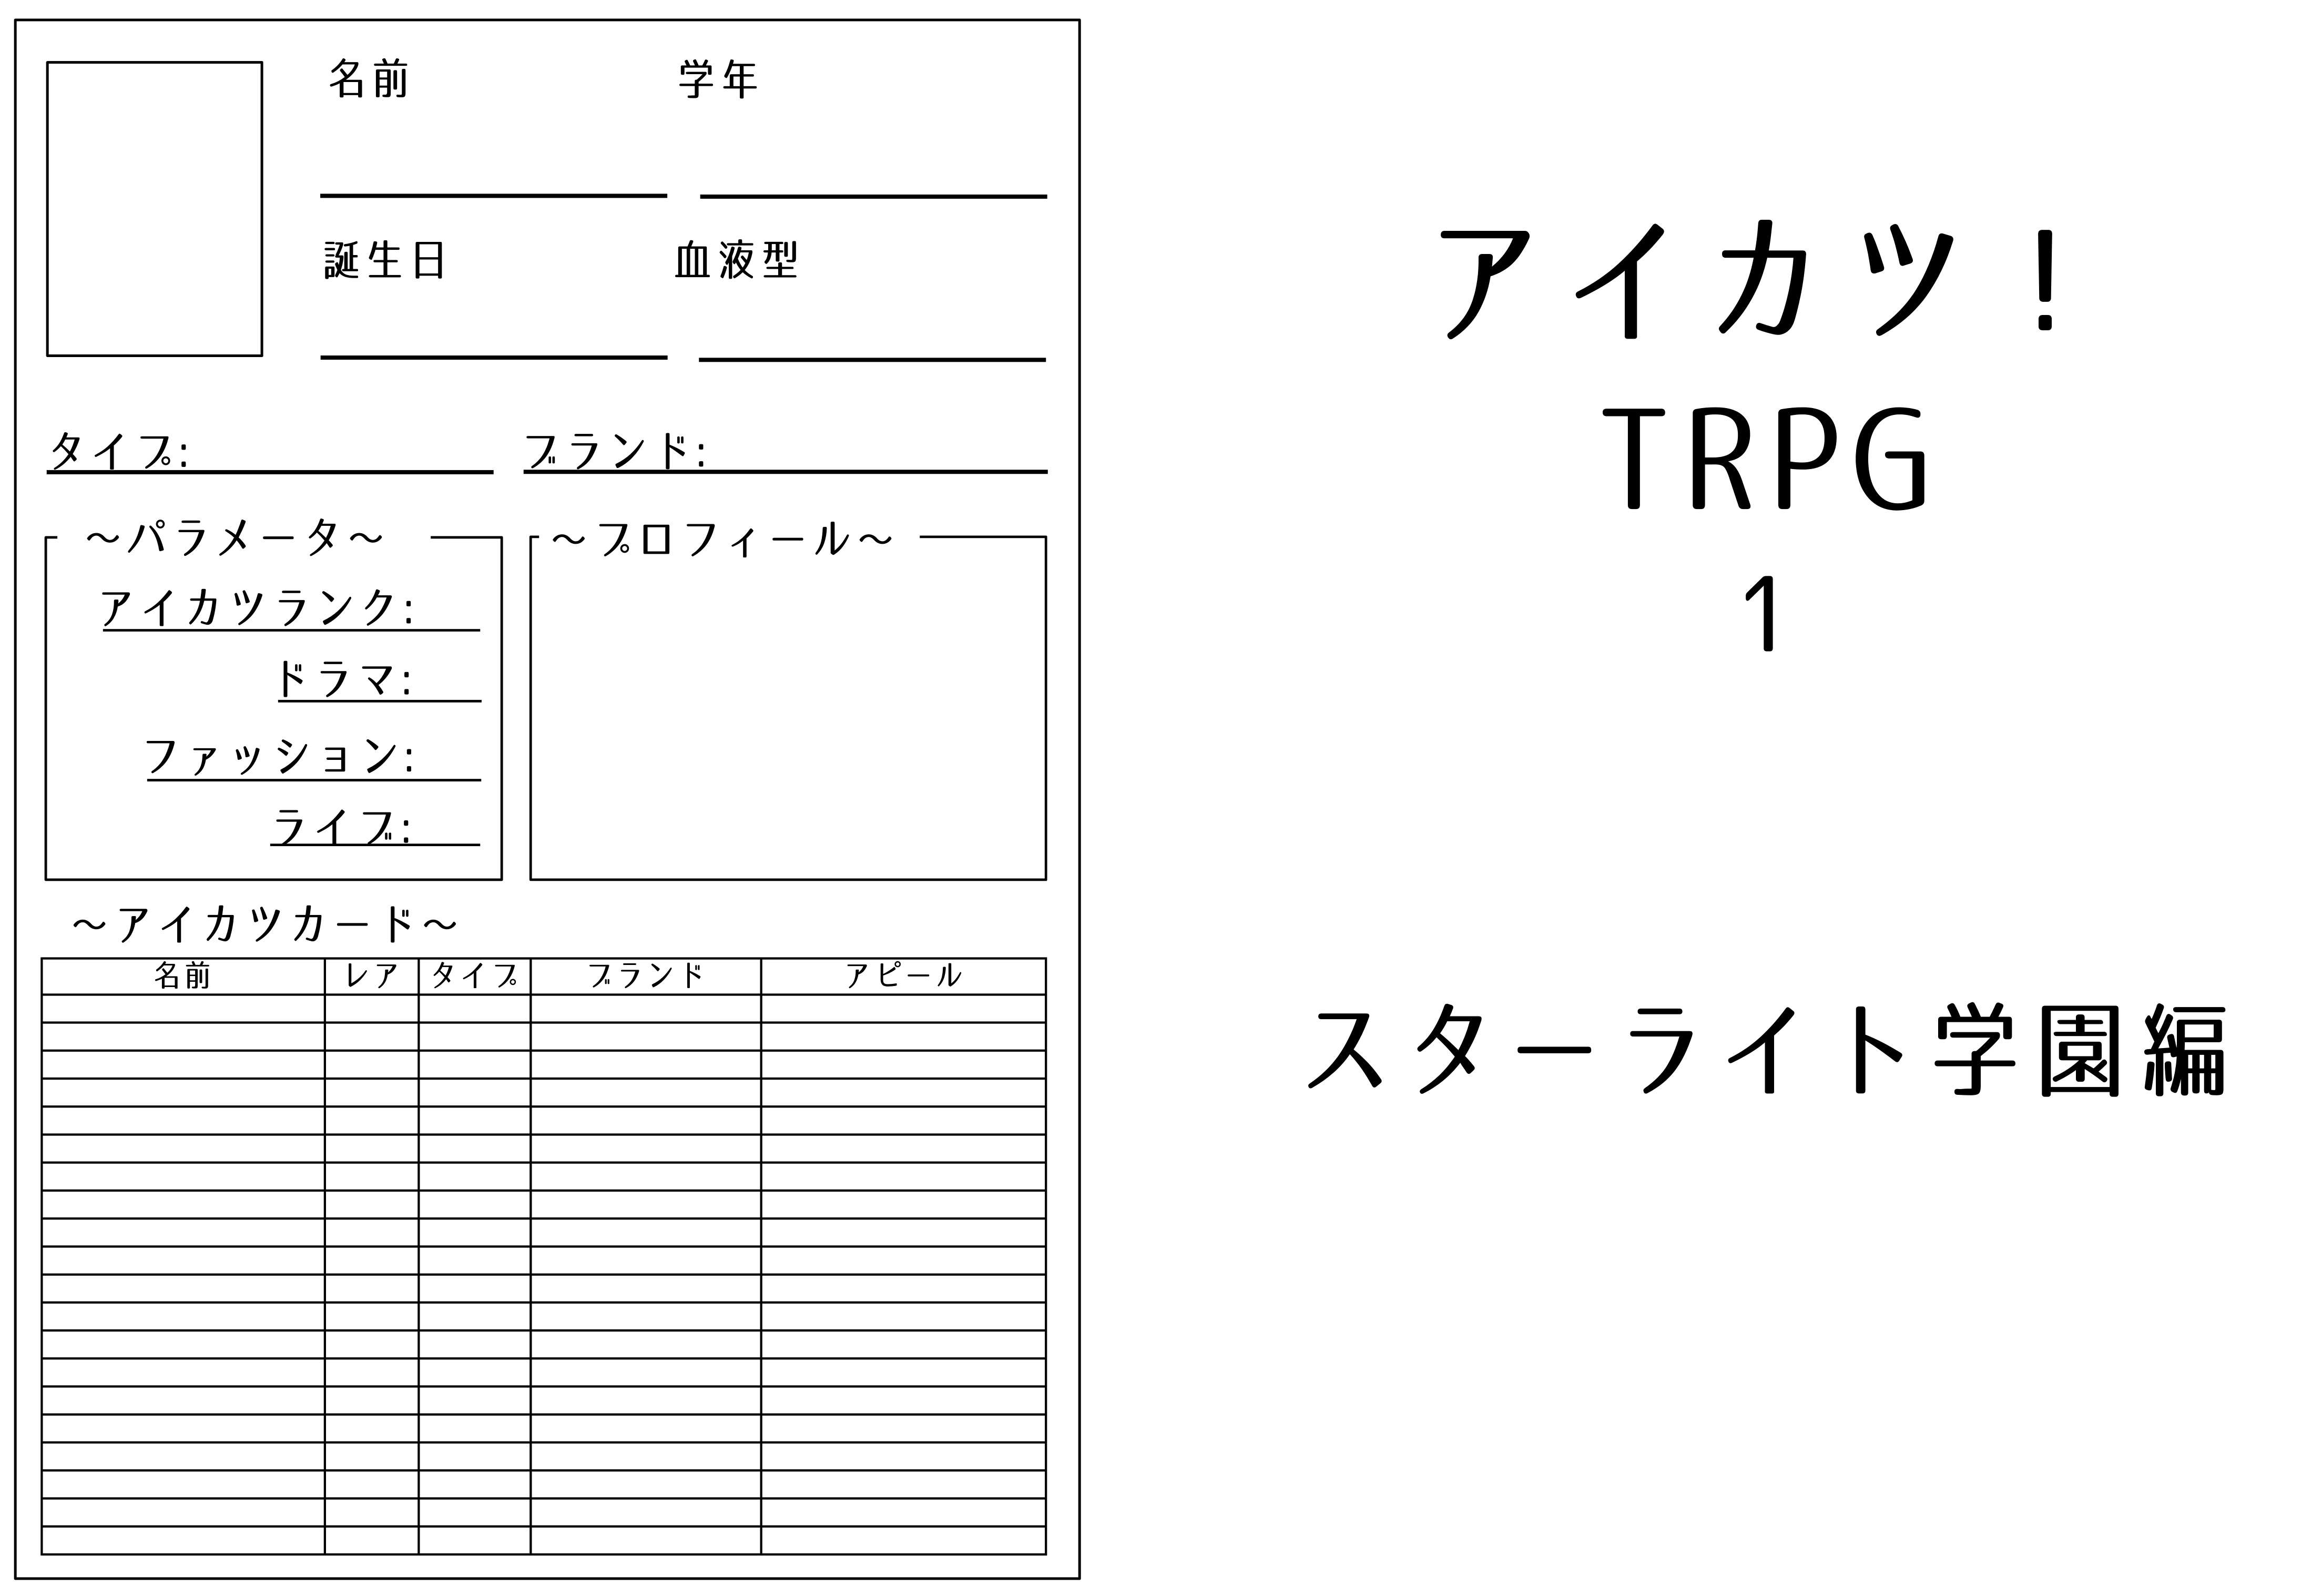 名前 学年
誕生日 血液型
タイプ: ブランド:
～パラメータ～
アイカツランク:
ドラマ:
ファッション:
ライブ:
～プロフィール～
～アイカツカード～
名前 レア タイプ ブランド アピール
アイカツ！
TRPG
1
スターライト学園編